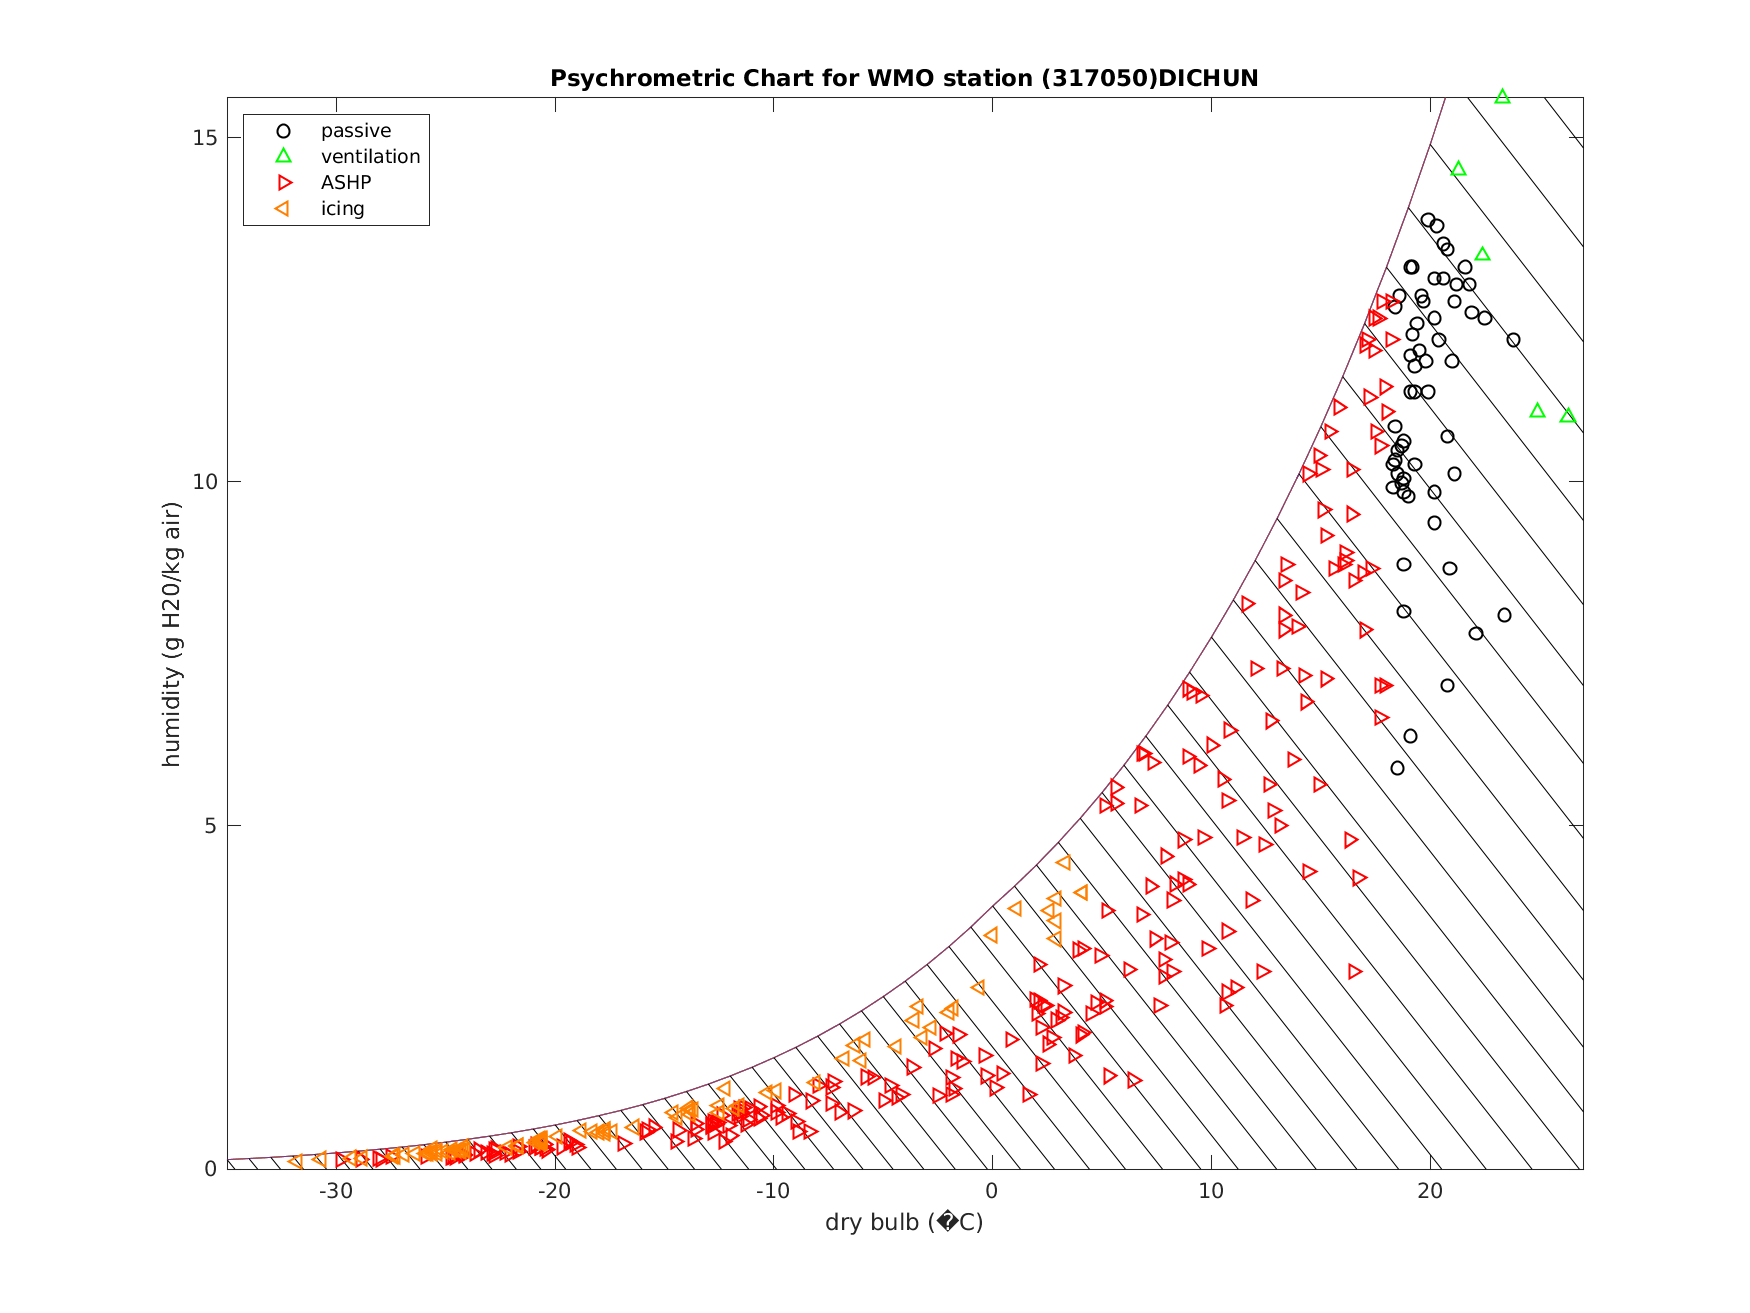 Psychrometric Chart for WMO station (317050)DICHUN
passive
ventilation
ASHP
icing
15
10
5
0
humidity (g H20/kg air)
-30
-20
-10
0
10
20
dry bulb (�C)